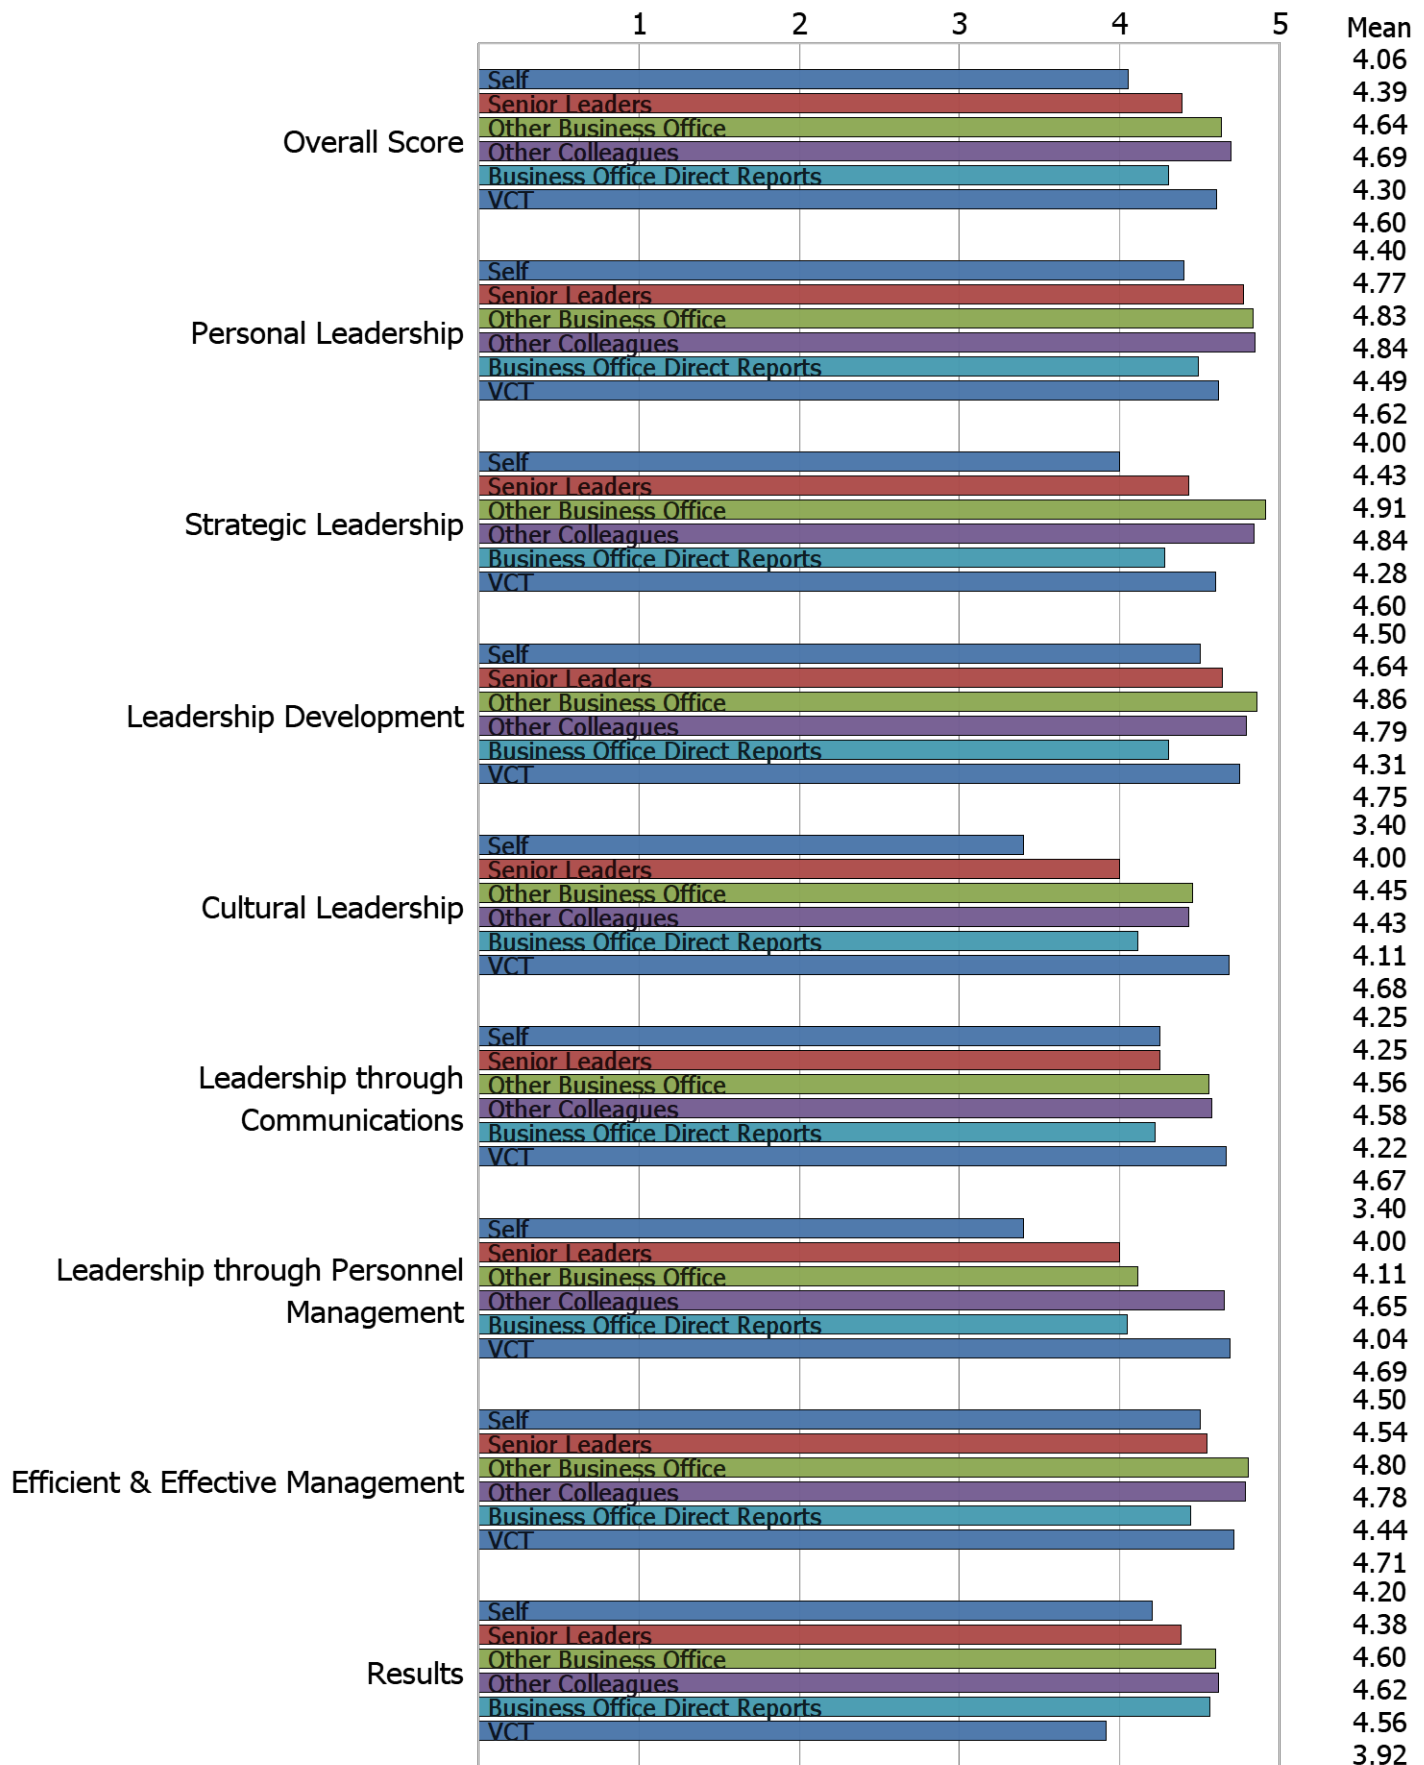 1 2 3 4 5 Mean
Overall Score
Self 4.06
Senior Leaders 4.39
Other Business Office 4.64
Other Colleagues 4.69
Business Office Direct Reports 4.30
VCT 4.60
Personal Leadership
Self 4.40
Senior Leaders 4.77
Other Business Office 4.83
Other Colleagues 4.84
Business Office Direct Reports 4.49
VCT 4.62
Strategic Leadership
Self 4.00
Senior Leaders 4.43
Other Business Office 4.91
Other Colleagues 4.84
Business Office Direct Reports 4.28
VCT 4.60
Leadership Development
Self 4.50
Senior Leaders 4.64
Other Business Office 4.86
Other Colleagues 4.79
Business Office Direct Reports 4.31
VCT 4.75
Cultural Leadership
Self 3.40
Senior Leaders 4.00
Other Business Office 4.45
Other Colleagues 4.43
Business Office Direct Reports 4.11
VCT 4.68
Leadership through
Communications
Self 4.25
Senior Leaders 4.25
Other Business Office 4.56
Other Colleagues 4.58
Business Office Direct Reports 4.22
VCT 4.67
Leadership through Personnel
Management
Self 3.40
Senior Leaders 4.00
Other Business Office 4.11
Other Colleagues 4.65
Business Office Direct Reports 4.04
VCT 4.69
Efficient & Effective Management
Self 4.50
Senior Leaders 4.54
Other Business Office 4.80
Other Colleagues 4.78
Business Office Direct Reports 4.44
VCT 4.71
Results
Self 4.20
Senior Leaders 4.38
Other Business Office 4.60
Other Colleagues 4.62
Business Office Direct Reports 4.56
VCT 3.92